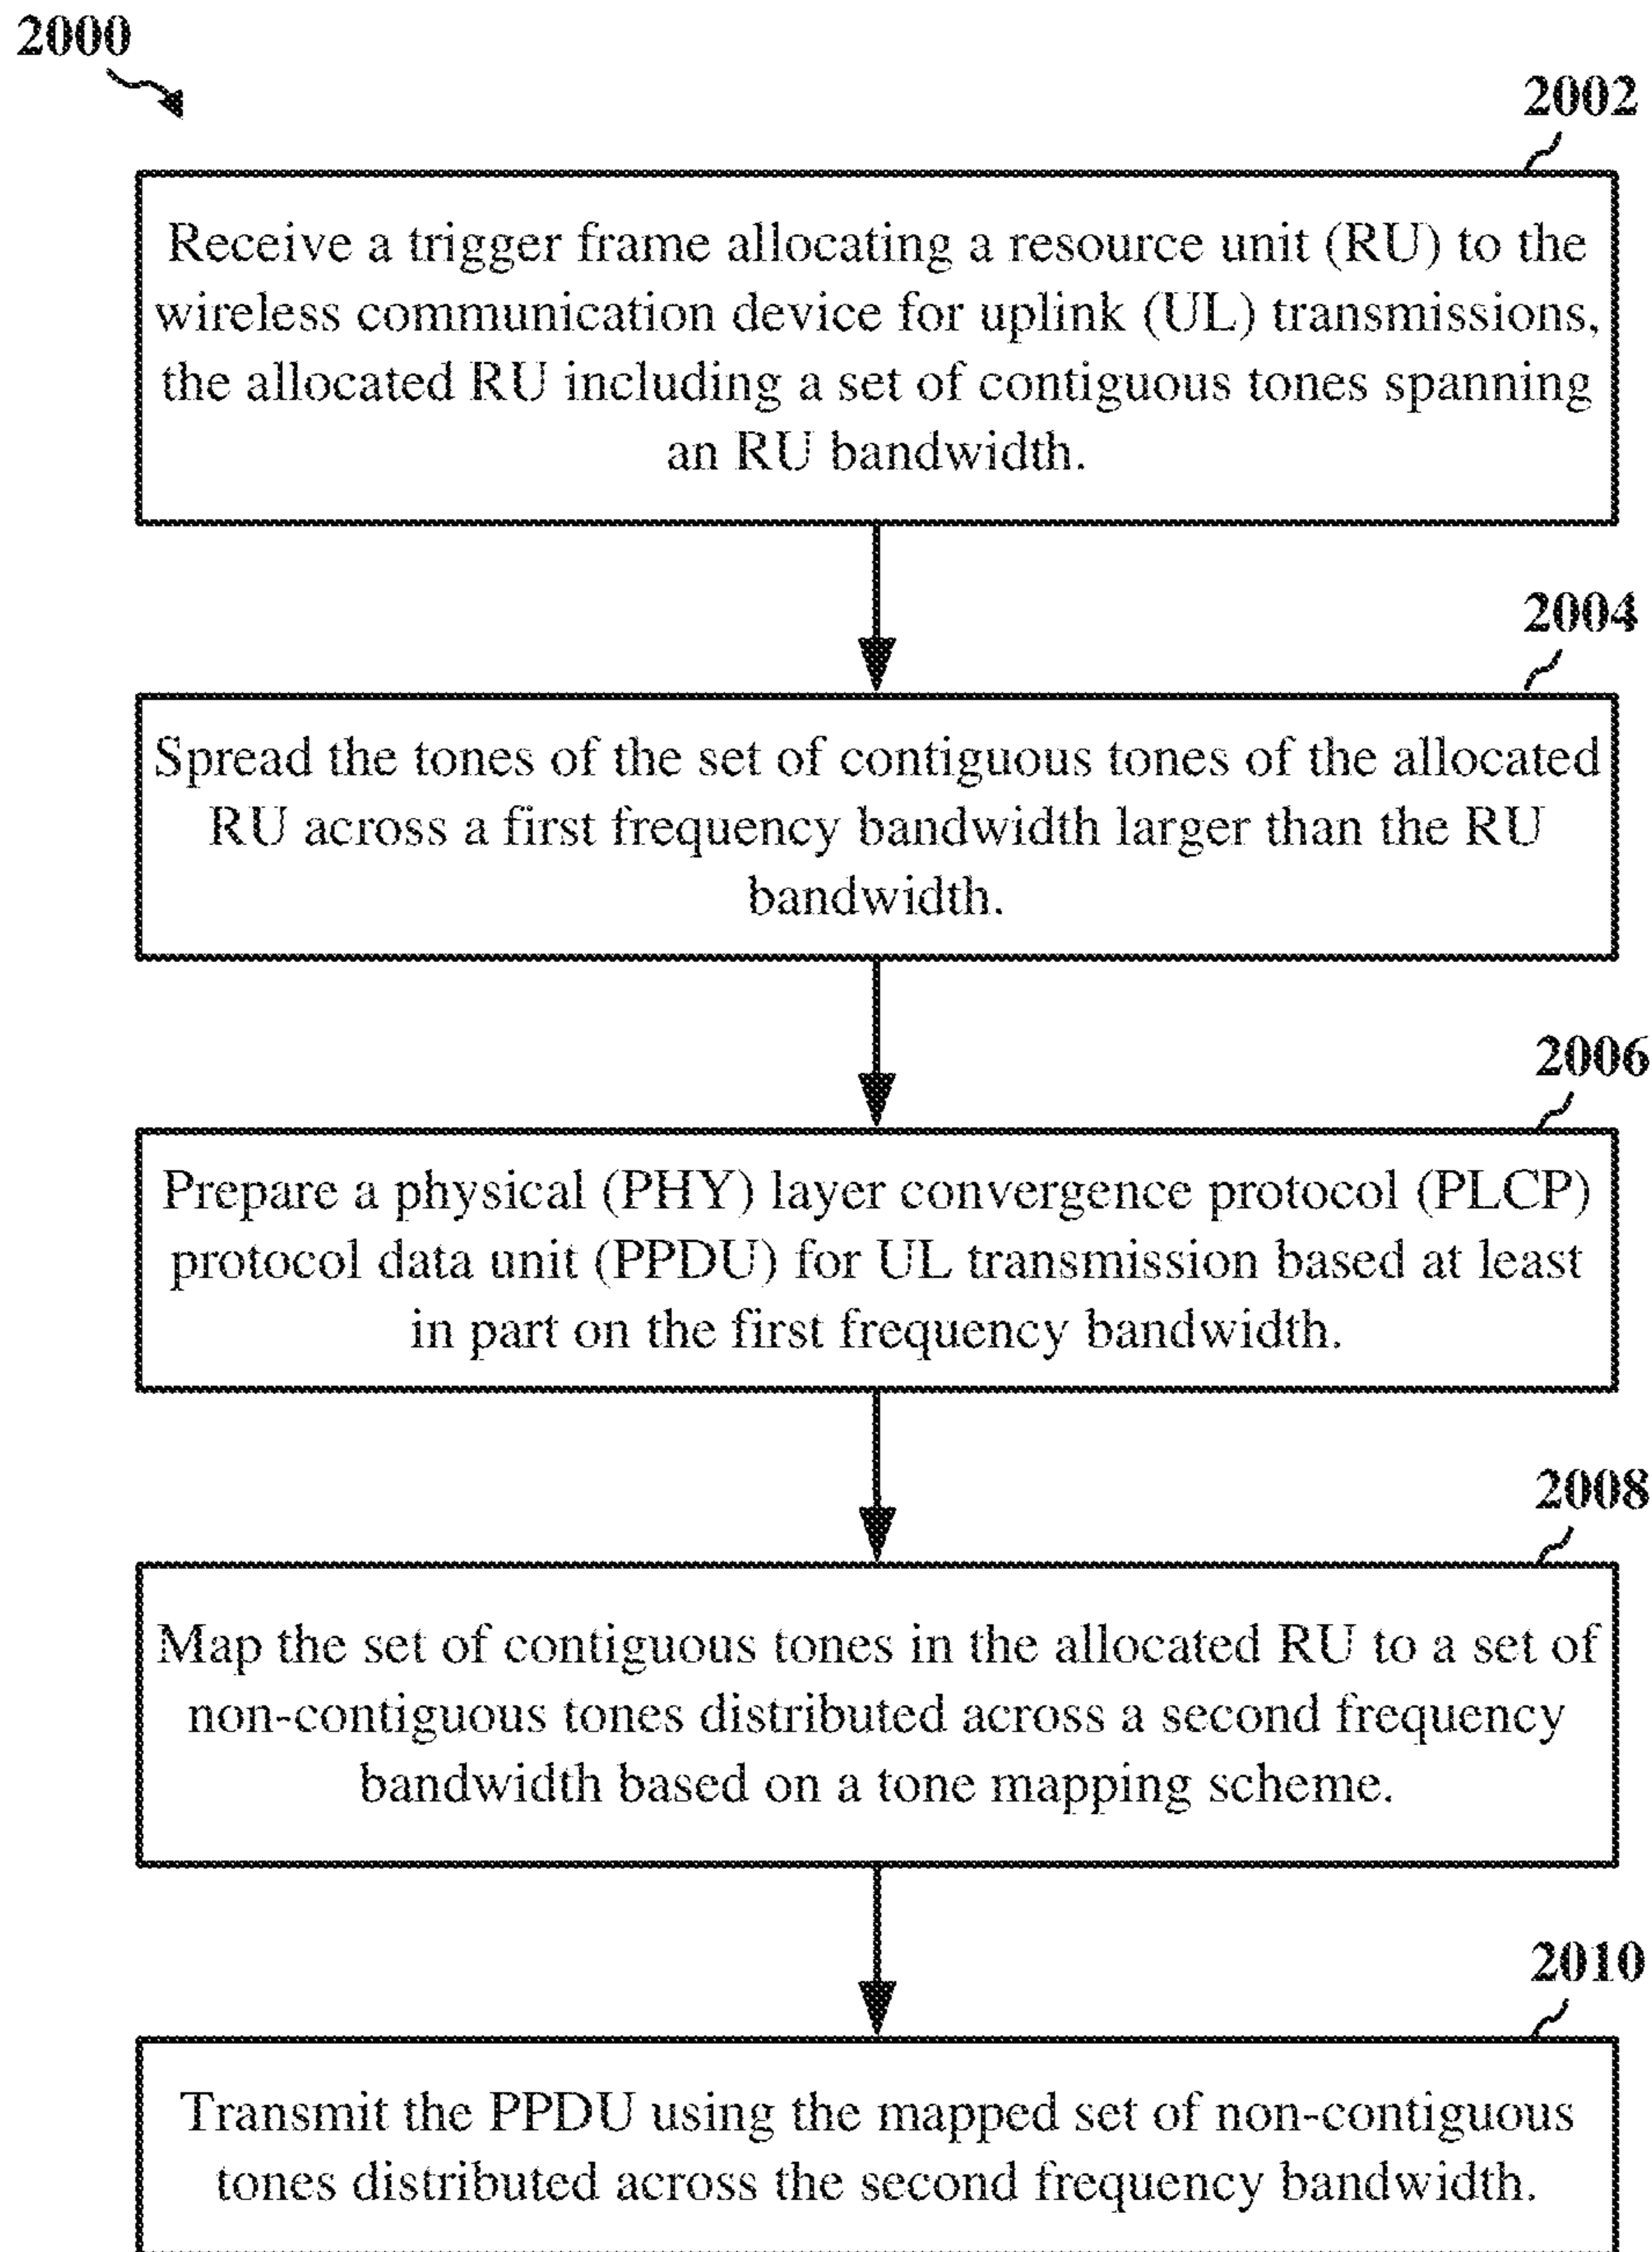 2000
2002
Receive a trigger frame allocating a resource unit (RU) to the
wireless communication device for uplink (UL) transmissions,
the allocated RU including a set of contiguous tones spanning
an RU bandwidth.
2004
Spread the tones of the set of contiguous tones of the allocated
RU across a first frequency bandwidth larger than the RU
bandwidth.
2006
Prepare a physical (PHY) layer convergence protocol (PLCP)
protocol data unit (PPDU) for UL transmission based at least
in part on the first frequency bandwidth.
2008
Map the set of contiguous tones in the allocated RU to a set of
non-contiguous tones distributed across a second frequency
bandwidth based on a tone mapping scheme.
2010
Transmit the PPDU using the mapped set of non-contiguous
tones distributed across the second frequency bandwidth.